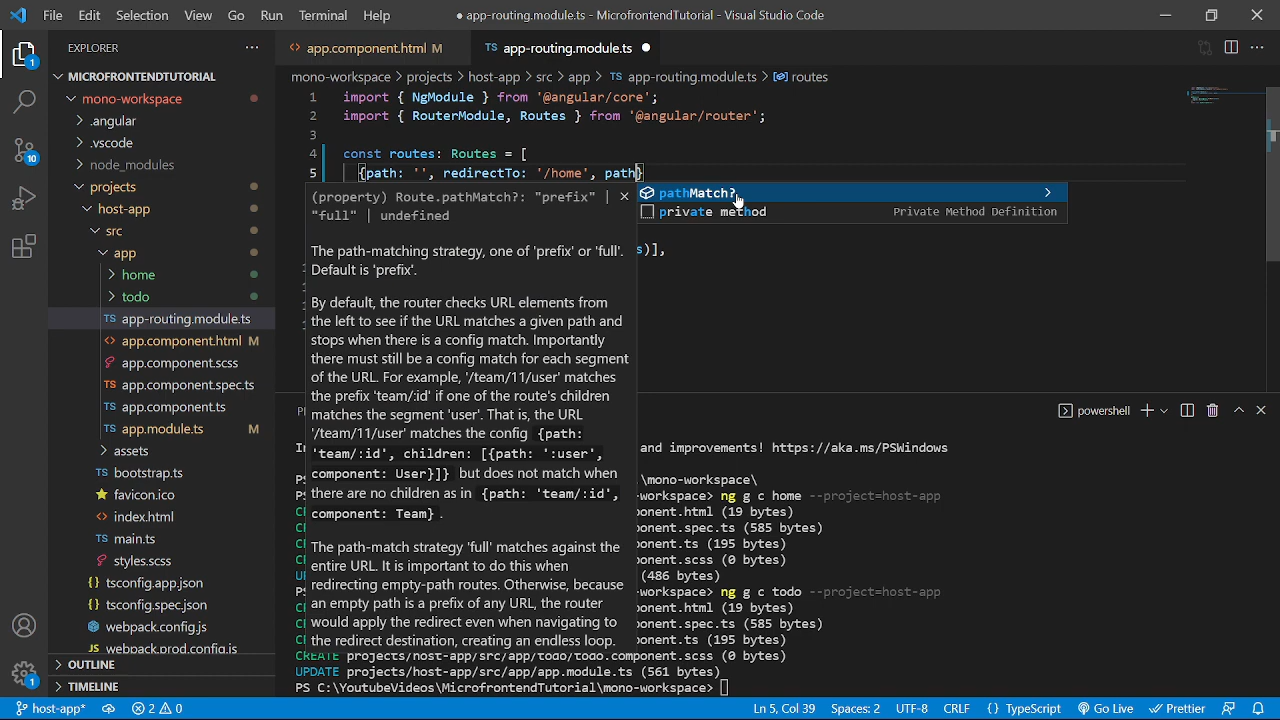 File Edit Selection View Go Run Terminal Help
● app-routing.module.ts - MicrofrontendTutorial - Visual Studio Code
EXPLORER
MICROFRONTENDTUTORIAL
mono-workspace
.angular
.vscode
node_modules
projects
host-app
src
app
home
todo
TS app-routing.module.ts
<> app.component.html M
app.component.scss
TS app.component.spec.ts
TS app.component.ts
TS app.module.ts M
assets
TS bootstrap.ts
favicon.ico
<> index.html
TS main.ts
styles.scss
{} tsconfig.app.json
{} tsconfig.spec.json
webpack.config.js
JS webpack.prod.config.js
OUTLINE
TIMELINE
1
10
1
<> app.component.html M
TS app-routing.module.ts ●
mono-workspace > projects > host-app > src > app > TS app-routing.module.ts > routes
1 import { NgModule } from '@angular/core';
2 import { RouterModule, Routes } from '@angular/router';
3
4 const routes: Routes = [
5 {path: '', redirectTo: '/home', path}
pathMatch?
private method Private Method Definition
s)],
(property) Route.pathMatch?: "prefix" |
"full" | undefined
The path-matching strategy, one of 'prefix' or 'full'.
Default is 'prefix'.
By default, the router checks URL elements from
the left to see if the URL matches a given path and
stops when there is a config match. Importantly
there must still be a config match for each segment
of the URL. For example, '/team/11/user' matches
the prefix 'team/:id' if one of the route's children
matches the segment 'user'. That is, the URL
'/team/11/user' matches the config {path:
'team/:id', children: [{path: ':user',
component: User}]} but does not match when
there are no children as in {path: 'team/:id',
component: Team}.
The path-match strategy 'full' matches against the
entire URL. It is important to do this when
redirecting empty-path routes. Otherwise, because
an empty path is a prefix of any URL, the router
would apply the redirect even when navigating to
the redirect destination, creating an endless loop.
powershell
and improvements! https://aka.ms/PSWindows
\mono-workspace\
-workspace> ng g c home --project=host-app
ponent.html (19 bytes)
ponent.spec.ts (585 bytes)
ponent.ts (195 bytes)
ponent.scss (0 bytes)
(486 bytes)
-workspace> ng g c todo --project=host-app
ponent.html (19 bytes)
ponent.spec.ts (585 bytes)
ponent.ts (195 bytes)
CREATE projects/host-app/src/app/todo/todo.component.scss (0 bytes)
UPDATE projects/host-app/src/app/app.module.ts (561 bytes)
PS C:\YoutubeVideos\MicrofrontendTutorial\mono-workspace>
host-app* 2 0 Ln 5, Col 39 Spaces: 2 UTF-8 CRLF {} TypeScript Go Live Prettier